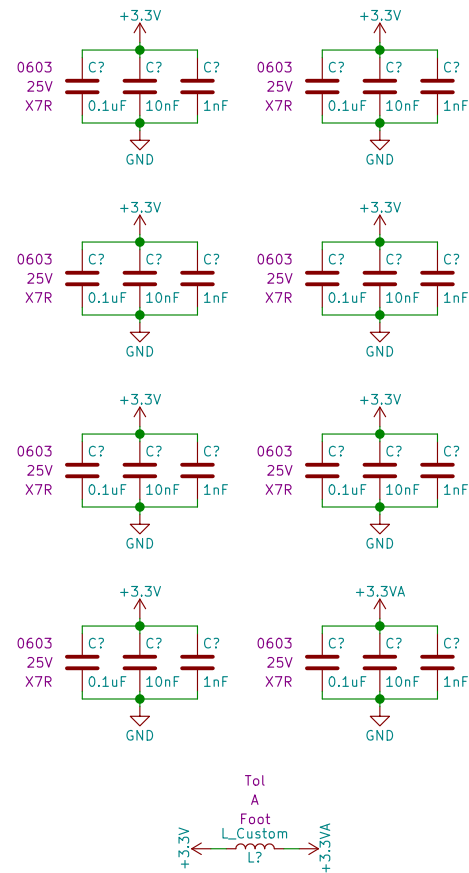 +3.3V +3.3V
0603 C? C? C? 0603 C? C? C?
25V 25V
X7R 0.1uF 10nF 1nF X7R 0.1uF 10nF 1nF
GND GND
+3.3V +3.3V
0603 C? C? C? 0603 C? C? C?
25V 25V
X7R 0.1uF 10nF 1nF X7R 0.1uF 10nF 1nF
GND GND
+3.3V +3.3V
0603 C? C? C? 0603 C? C? C?
25V 25V
X7R 0.1uF 10nF 1nF X7R 0.1uF 10nF 1nF
GND GND
+3.3V +3.3VA
0603 C? C? C? 0603 C? C? C?
25V 25V
X7R 0.1uF 10nF 1nF X7R 0.1uF 10nF 1nF
GND GND
Tol
A
Foot
L_Custom
+3.3V L? +3.3VA